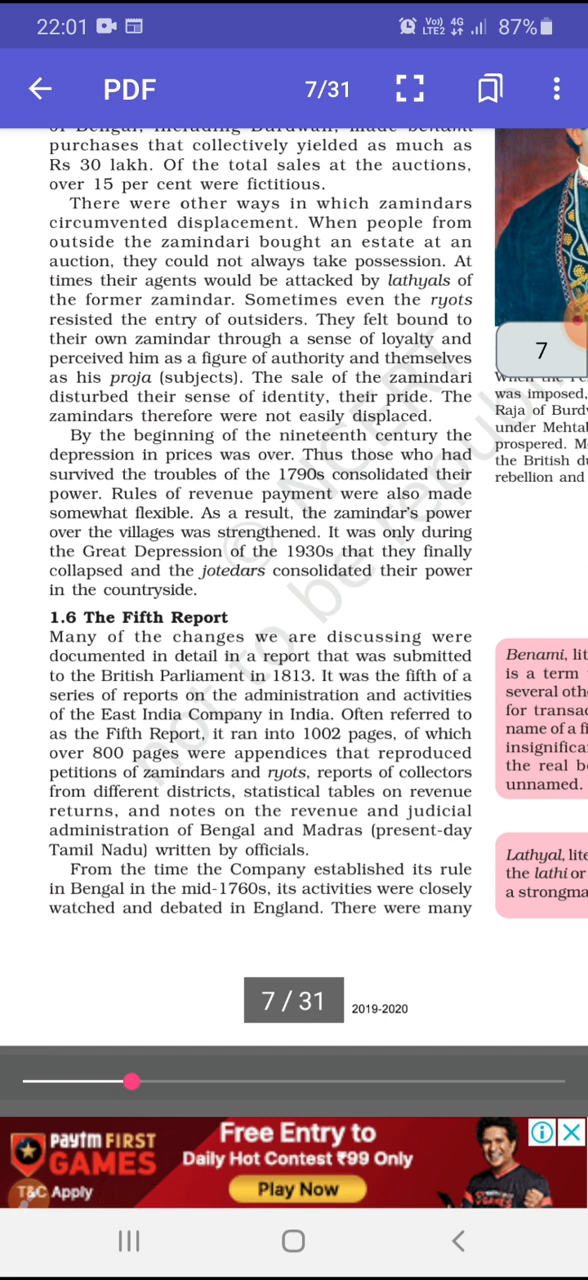 22:01
Vo)) 4G
LTE2
87%
PDF
7/31
of Bengal, including Burdwan, made benami
purchases that collectively yielded as much as
Rs 30 lakh. Of the total sales at the auctions,
over 15 per cent were fictitious.
There were other ways in which zamindars
circumvented displacement. When people from
outside the zamindari bought an estate at an
auction, they could not always take possession. At
times their agents would be attacked by lathyals of
the former zamindar. Sometimes even the ryots
resisted the entry of outsiders. They felt bound to
their own zamindar through a sense of loyalty and
perceived him as a figure of authority and themselves
as his proja (subjects). The sale of the zamindari
disturbed their sense of identity, their pride. The
zamindars therefore were not easily displaced.
By the beginning of the nineteenth century the
depression in prices was over. Thus those who had
survived the troubles of the 1790s consolidated their
power. Rules of revenue payment were also made
somewhat flexible. As a result, the zamindar's power
over the villages was strengthened. It was only during
the Great Depression of the 1930s that they finally
collapsed and the jotedars consolidated their power
in the countryside.
1.6 The Fifth Report
Many of the changes we are discussing were
documented in detail in a report that was submitted
to the British Parliament in 1813. It was the fifth of a
series of reports on the administration and activities
of the East India Company in India. Often referred to
as the Fifth Report, it ran into 1002 pages, of which
over 800 pages were appendices that reproduced
petitions of zamindars and ryots, reports of collectors
from different districts, statistical tables on revenue
returns, and notes on the revenue and judicial
administration of Bengal and Madras (present-day
Tamil Nadu) written by officials.
From the time the Company established its rule
in Bengal in the mid-1760s, its activities were closely
watched and debated in England. There were many
7
was imposed,
Raja of Burdw
under Mehtab
prospered. M
the British du
rebellion and
Benami, lit
is a term
several oth
for transac
name of a fi
insignifica
the real b
unnamed.
Lathyal, lite
the lathi or
a strongma
© NCERT
not to be republi
7 / 31
2019-2020
paytm FIRST
GAMES
T&C Apply
Free Entry to
Daily Hot Contest ₹99 Only
Play Now